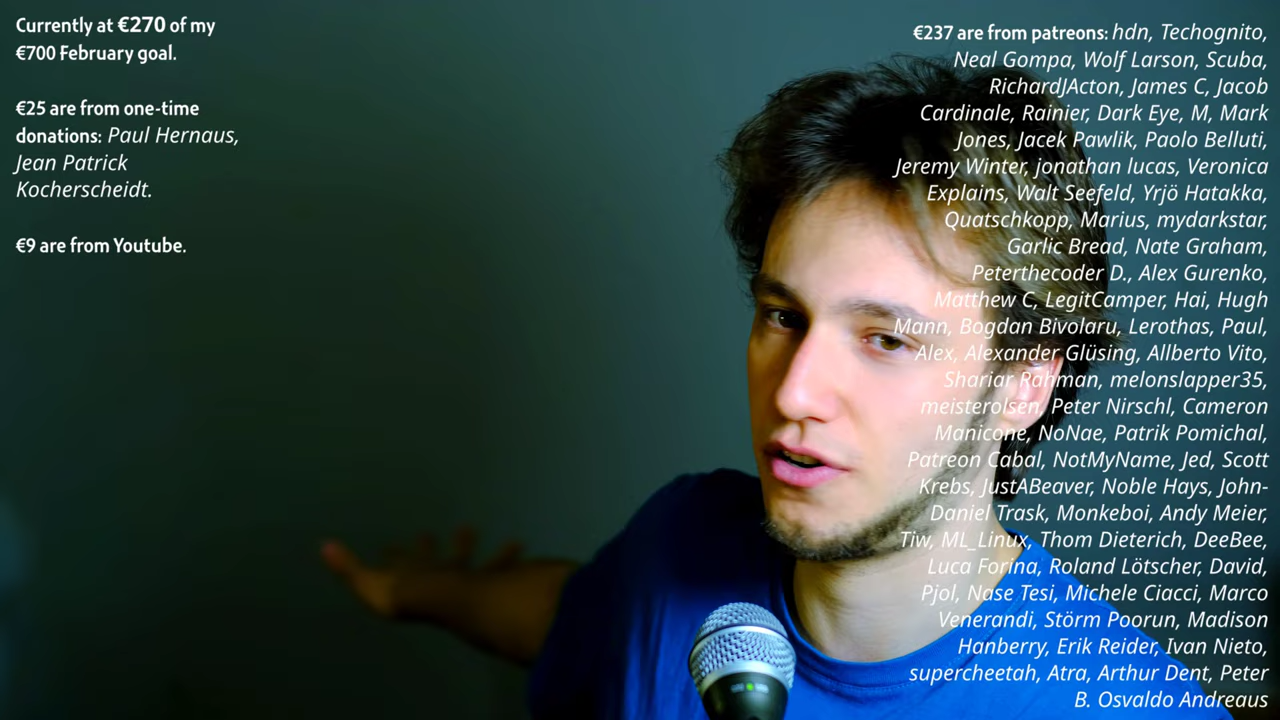 Currently at €270 of my
€700 February goal.
€25 are from one-time
donations: Paul Hernaus,
Jean Patrick
Kocherscheidt.
€9 are from Youtube.
€237 are from patreons: hdn, Techognito,
Neal Gompa, Wolf Larson, Scuba,
RichardJActon, James C, Jacob
Cardinale, Rainier, Dark Eye, M, Mark
Jones, Jacek Pawlik, Paolo Belluti,
Jeremy Winter, jonathan lucas, Veronica
Explains, Walt Seefeld, Yrjö Hatakka,
Quatschkopp, Marius, mydarkstar,
Garlic Bread, Nate Graham,
Peterthecoder D., Alex Gurenko,
Matthew C, LegitCamper, Hai, Hugh
Mann, Bogdan Bivolaru, Lerothas, Paul,
Alex, Alexander Glüsing, Allberto Vito,
Shariar Rahman, melonslapper35,
meisterolsen, Peter Nirschl, Cameron
Manicone, NoNae, Patrik Pomichal,
Patreon Cabal, NotMyName, Jed, Scott
Krebs, JustABeaver, Noble Hays, John-
Daniel Trask, Monkeboi, Andy Meier,
Tiw, ML_Linux, Thom Dieterich, DeeBee,
Luca Forina, Roland Lötscher, David,
Pjol, Nase Tesi, Michele Ciacci, Marco
Venerandi, Störm Poorun, Madison
Hanberry, Erik Reider, Ivan Nieto,
supercheetah, Atra, Arthur Dent, Peter
B. Osvaldo Andreaus